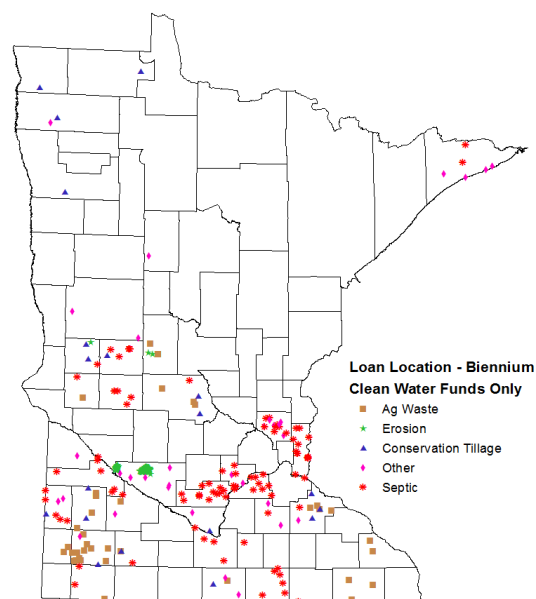 Loan Location - Biennium
Clean Water Funds Only
Ag Waste
Erosion
Conservation Tillage
Other
Septic